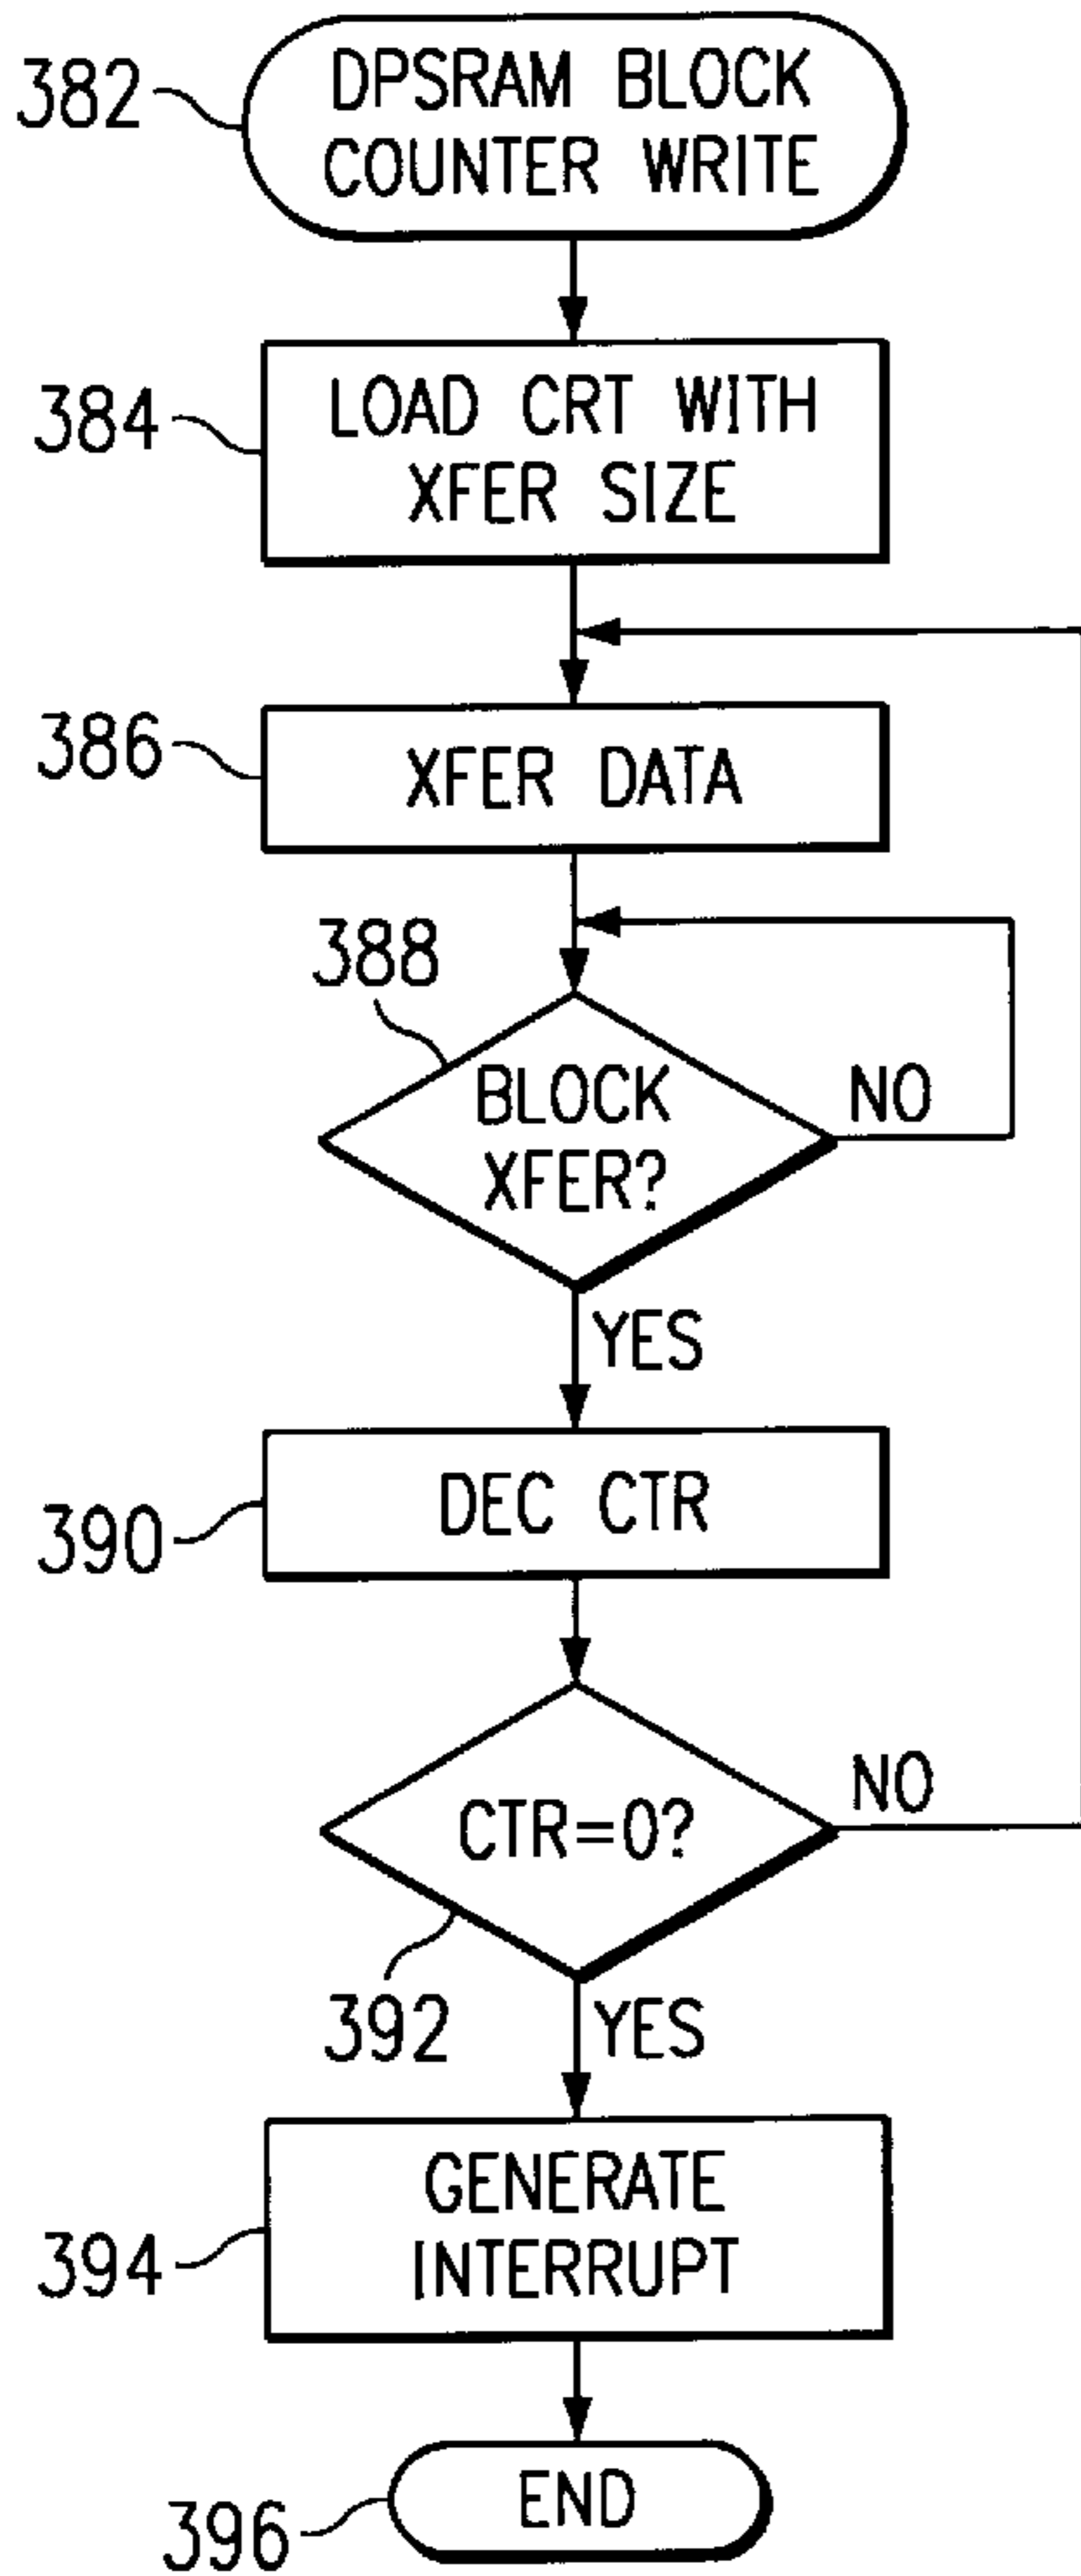 382
DPSRAM BLOCK
COUNTER WRITE
384
LOAD CRT WITH
XFER SIZE
386
XFER DATA
388
BLOCK
XFER?
NO
YES
390
DEC CTR
CTR=0?
NO
392
YES
394
GENERATE
INTERRUPT
396
END